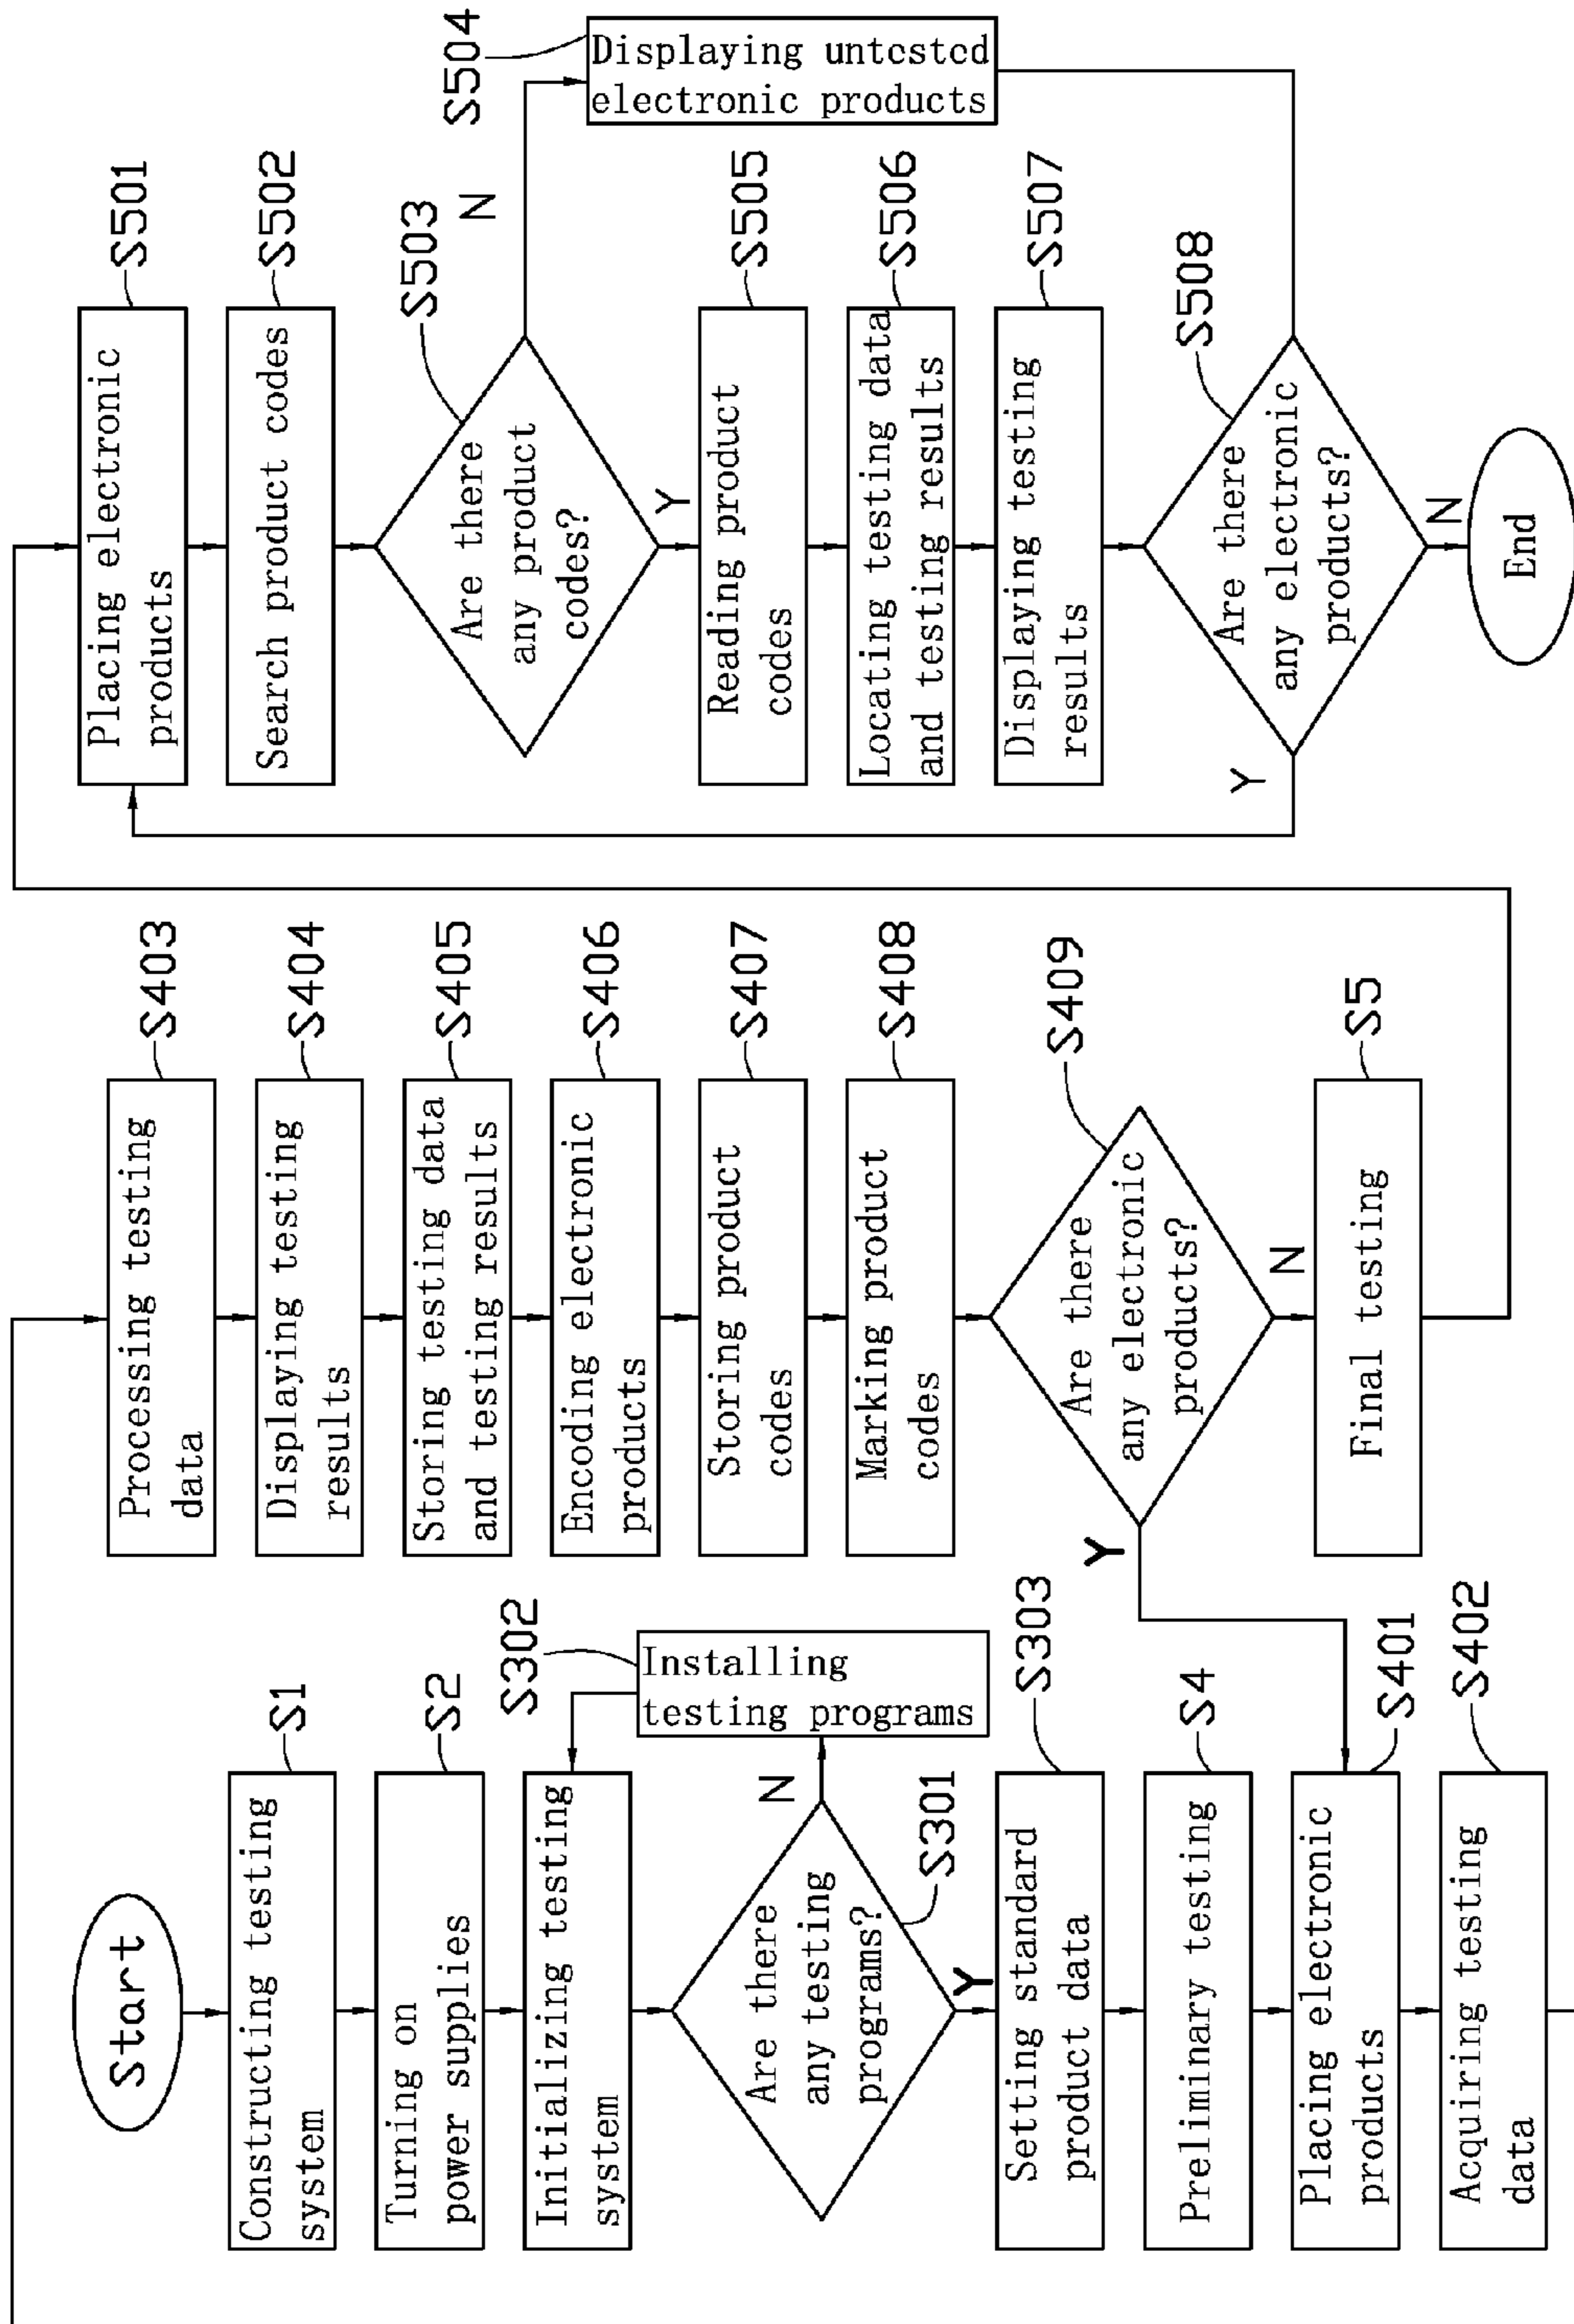 Start
Constructing testing
system
S1
Turning on
power supplies
S2
Initializing testing
system
Installing
testing programs
S302
Are there
any testing
programs?
S301
N
Y
Setting standard
product data
S303
Preliminary testing
S4
Placing electronic
products
S401
Acquiring testing
data
S402
Processing testing
data
S403
Displaying testing
results
S404
Storing testing data
and testing results
S405
Encoding electronic
products
S406
Storing product
codes
S407
Marking product
codes
S408
Are there
any electronic
products?
S409
Y
N
Final testing
S5
Placing electronic
products
S501
Search product codes
S502
Are there
any product
codes?
S503
N
Y
Displaying untested
electronic products
S504
Reading product
codes
S505
Locating testing data
and testing results
S506
Displaying testing
results
S507
Are there
any electronic
products?
S508
Y
N
End